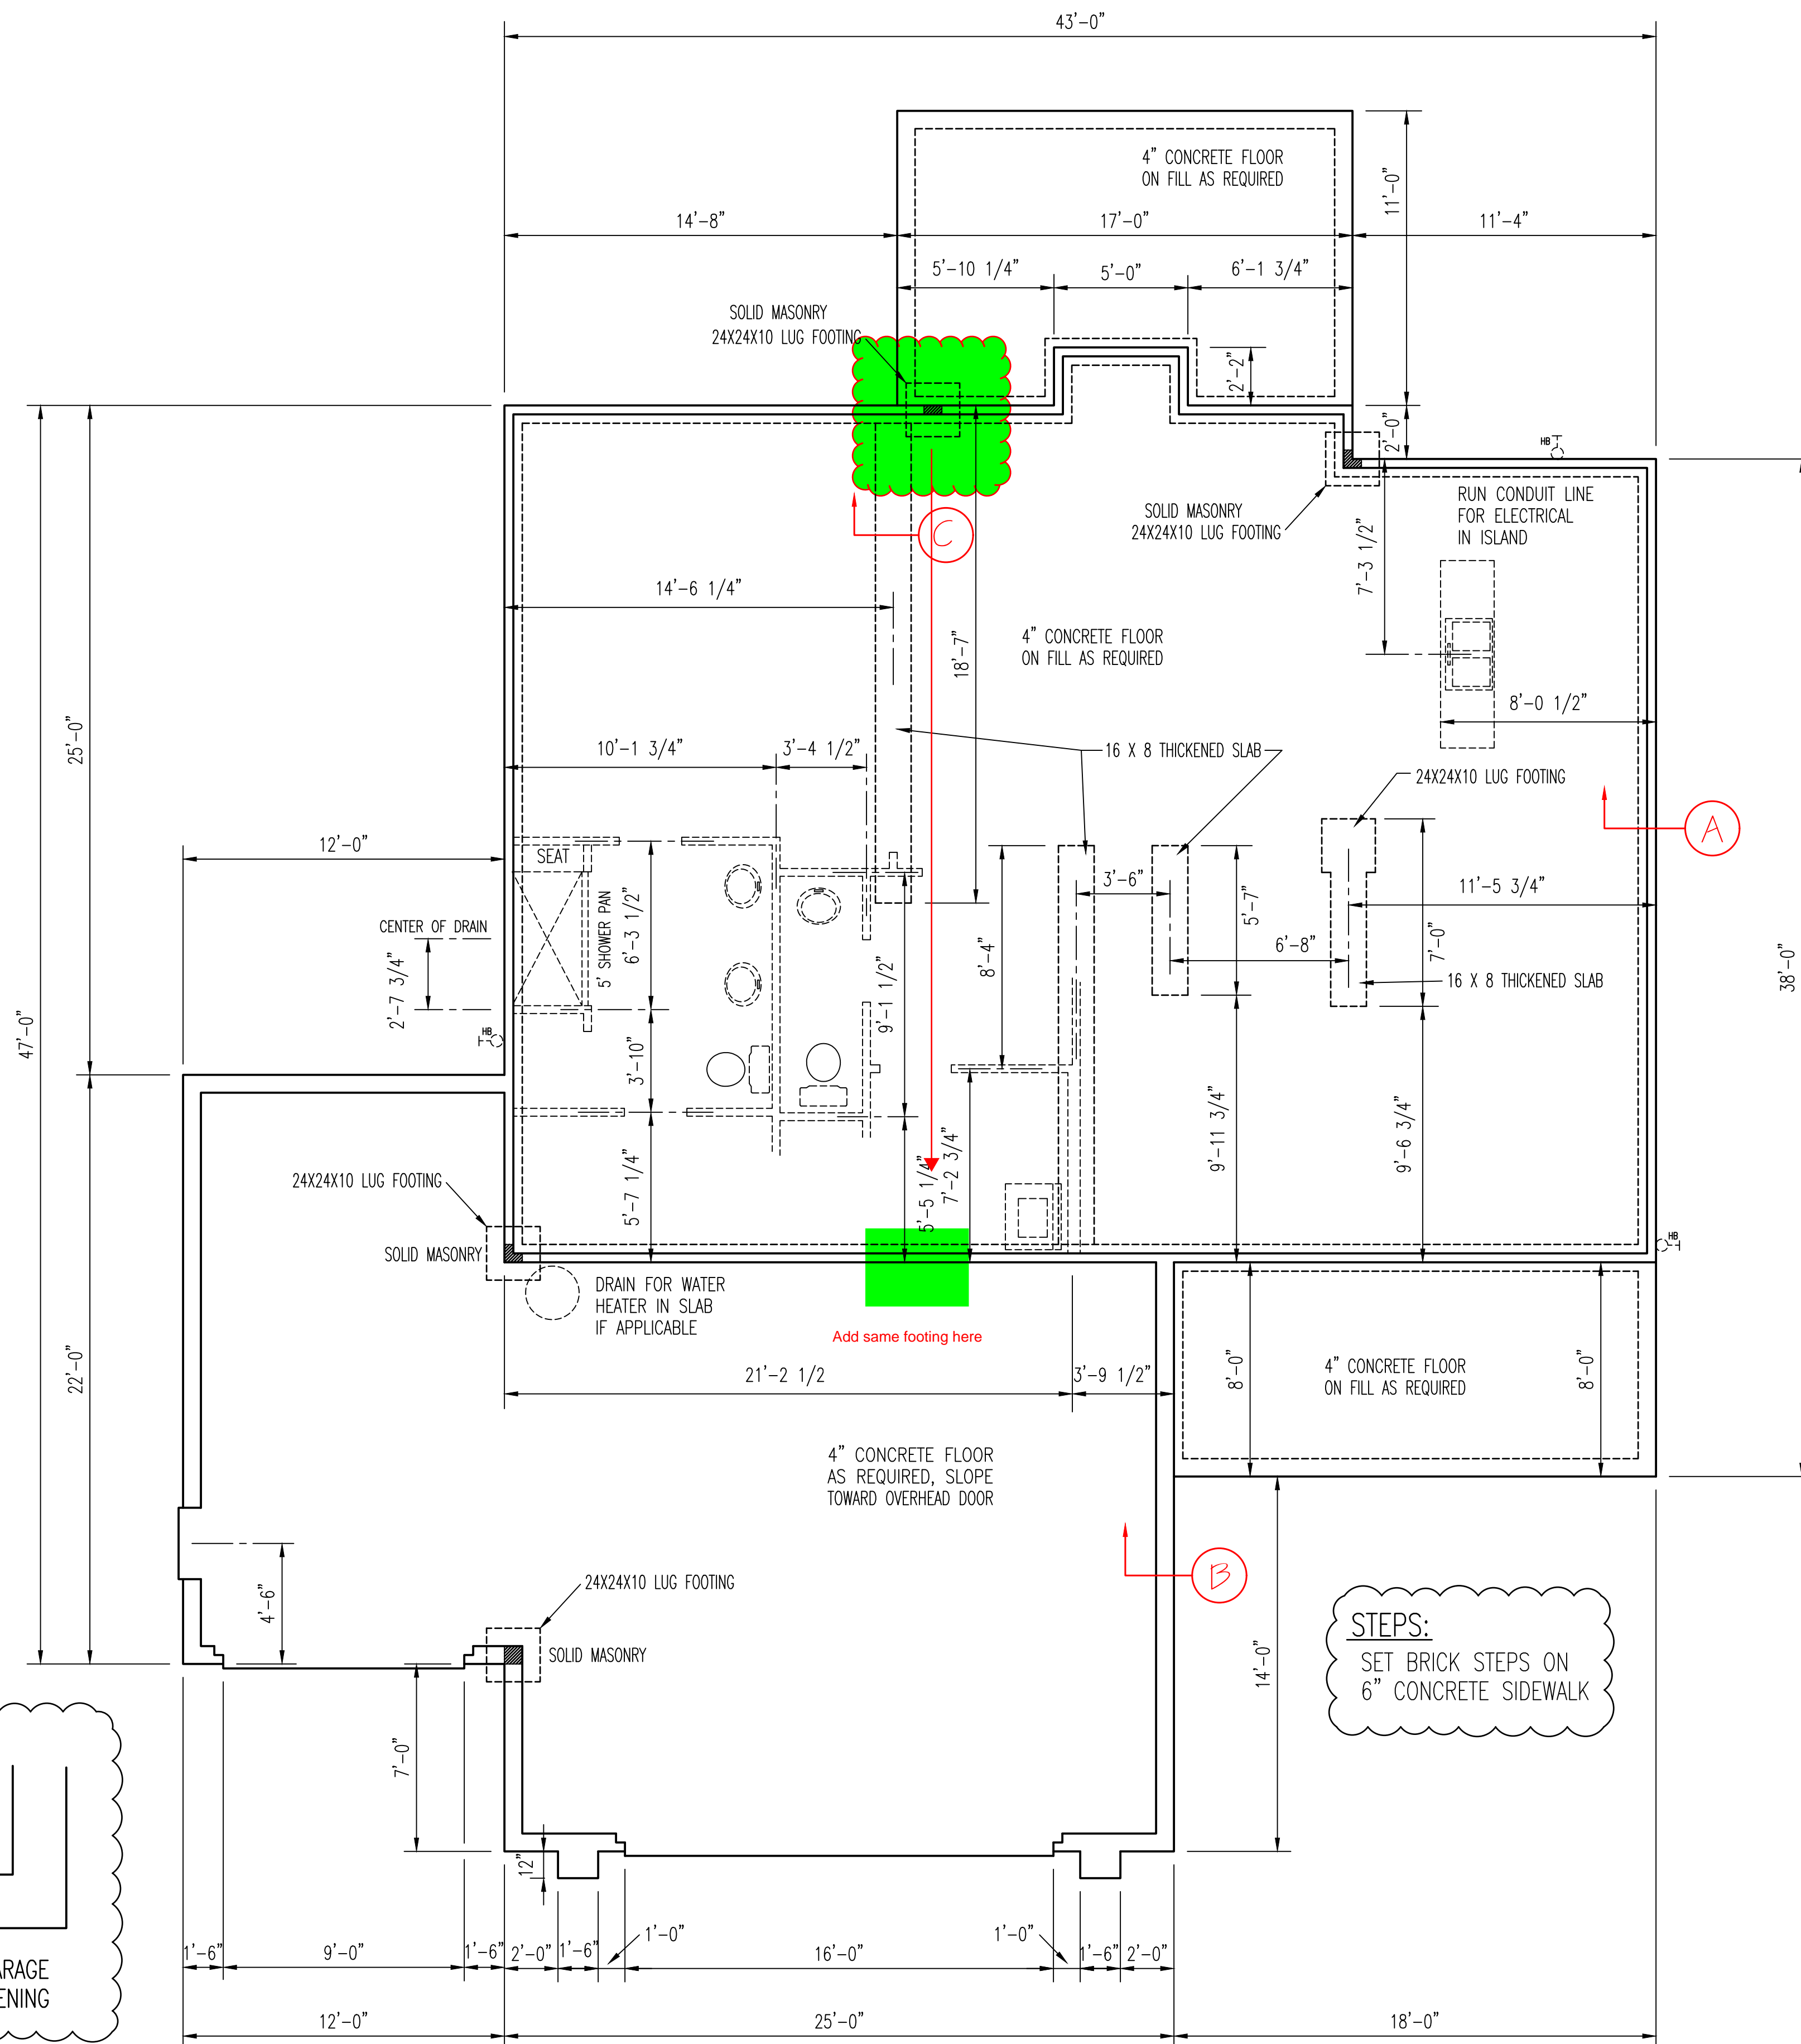 43'-0"
4" CONCRETE FLOOR
ON FILL AS REQUIRED
11'-0"
14'-8"
17'-0"
11'-4"
5'-10 1/4"
5'-0"
6'-1 3/4"
SOLID MASONRY
24X24X10 LUG FOOTING
2'-2"
2'-0"
HB
RUN CONDUIT LINE
FOR ELECTRICAL
IN ISLAND
SOLID MASONRY
24X24X10 LUG FOOTING
C
7'-3 1/2"
14'-6 1/4"
18'-7"
4" CONCRETE FLOOR
ON FILL AS REQUIRED
8'-0 1/2"
25'-0"
10'-1 3/4"
3'-4 1/2"
16 X 8 THICKENED SLAB
24X24X10 LUG FOOTING
A
12'-0"
SEAT
5' SHOWER PAN
6'-3 1/2"
3'-6"
5'-7"
11'-5 3/4"
CENTER OF DRAIN
2'-7 3/4"
9'-1 1/2"
8'-4"
6'-8"
7'-0"
16 X 8 THICKENED SLAB
38'-0"
47'-0"
HB
3'-10"
9'-11 3/4"
9'-6 3/4"
24X24X10 LUG FOOTING
5'-7 1/4"
5'-5 1/4"
7'-2 3/4"
SOLID MASONRY
HB
DRAIN FOR WATER
HEATER IN SLAB
IF APPLICABLE
Add same footing here
22'-0"
21'-2 1/2
3'-9 1/2"
8'-0"
4" CONCRETE FLOOR
ON FILL AS REQUIRED
8'-0"
4" CONCRETE FLOOR
AS REQUIRED, SLOPE
TOWARD OVERHEAD DOOR
B
4'-6"
24X24X10 LUG FOOTING
SOLID MASONRY
14'-0"
STEPS:
SET BRICK STEPS ON
6" CONCRETE SIDEWALK
7'-0"
12"
ARAGE
ENING
1'-6"
9'-0"
1'-6"
2'-0"
1'-6"
1'-0"
16'-0"
1'-0"
1'-6"
2'-0"
12'-0"
25'-0"
18'-0"